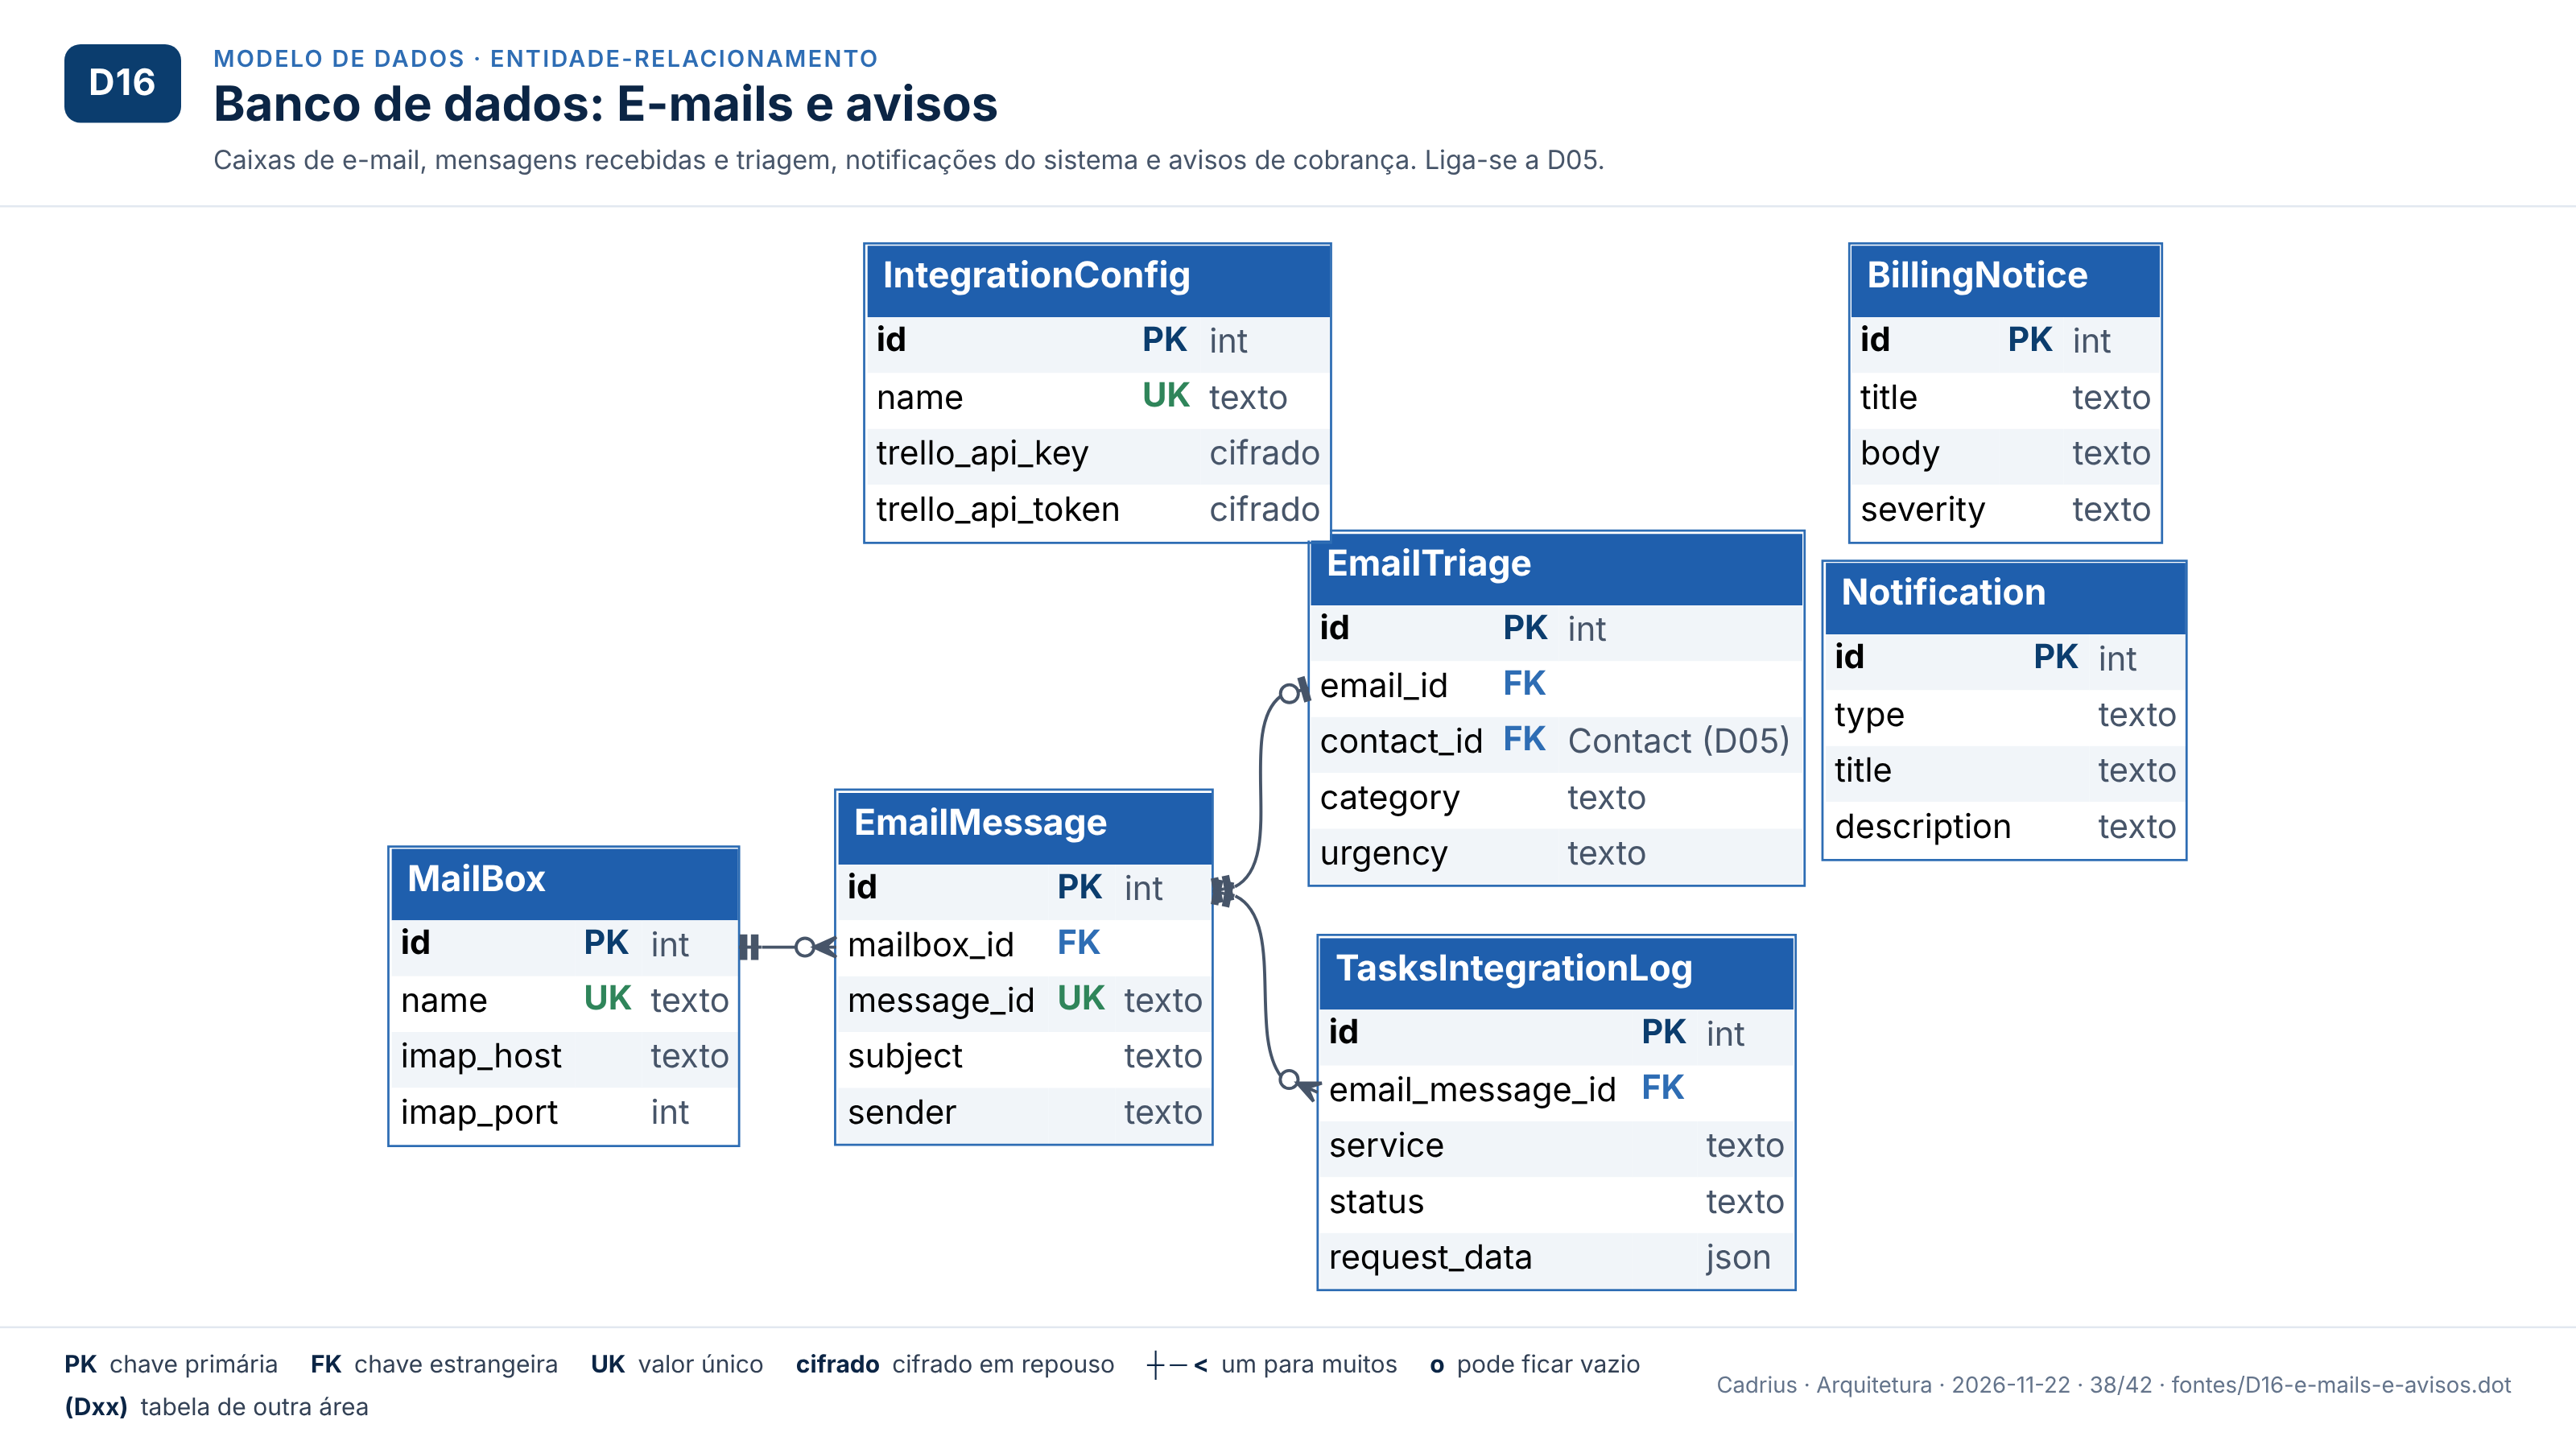 D16
MODELO DE DADOS · ENTIDADE-RELACIONAMENTO
Banco de dados: E-mails e avisos
Caixas de e-mail, mensagens recebidas e triagem, notificações do sistema e avisos de cobrança. Liga-se a D05.
IntegrationConfig
id PK int
name UK texto
trello_api_key cifrado
trello_api_token cifrado
BillingNotice
id PK int
title texto
body texto
severity texto
EmailTriage
id PK int
email_id FK
contact_id FK Contact (D05)
category texto
urgency texto
Notification
id PK int
type texto
title texto
description texto
EmailMessage
id PK int
mailbox_id FK
message_id UK texto
subject texto
sender texto
MailBox
id PK int
name UK texto
imap_host texto
imap_port int
TasksIntegrationLog
id PK int
email_message_id FK
service texto
status texto
request_data json
PK chave primária FK chave estrangeira UK valor único cifrado cifrado em repouso ┼─< um para muitos o pode ficar vazio
(Dxx) tabela de outra área
Cadrius · Arquitetura · 2026-11-22 · 38/42 · fontes/D16-e-mails-e-avisos.dot